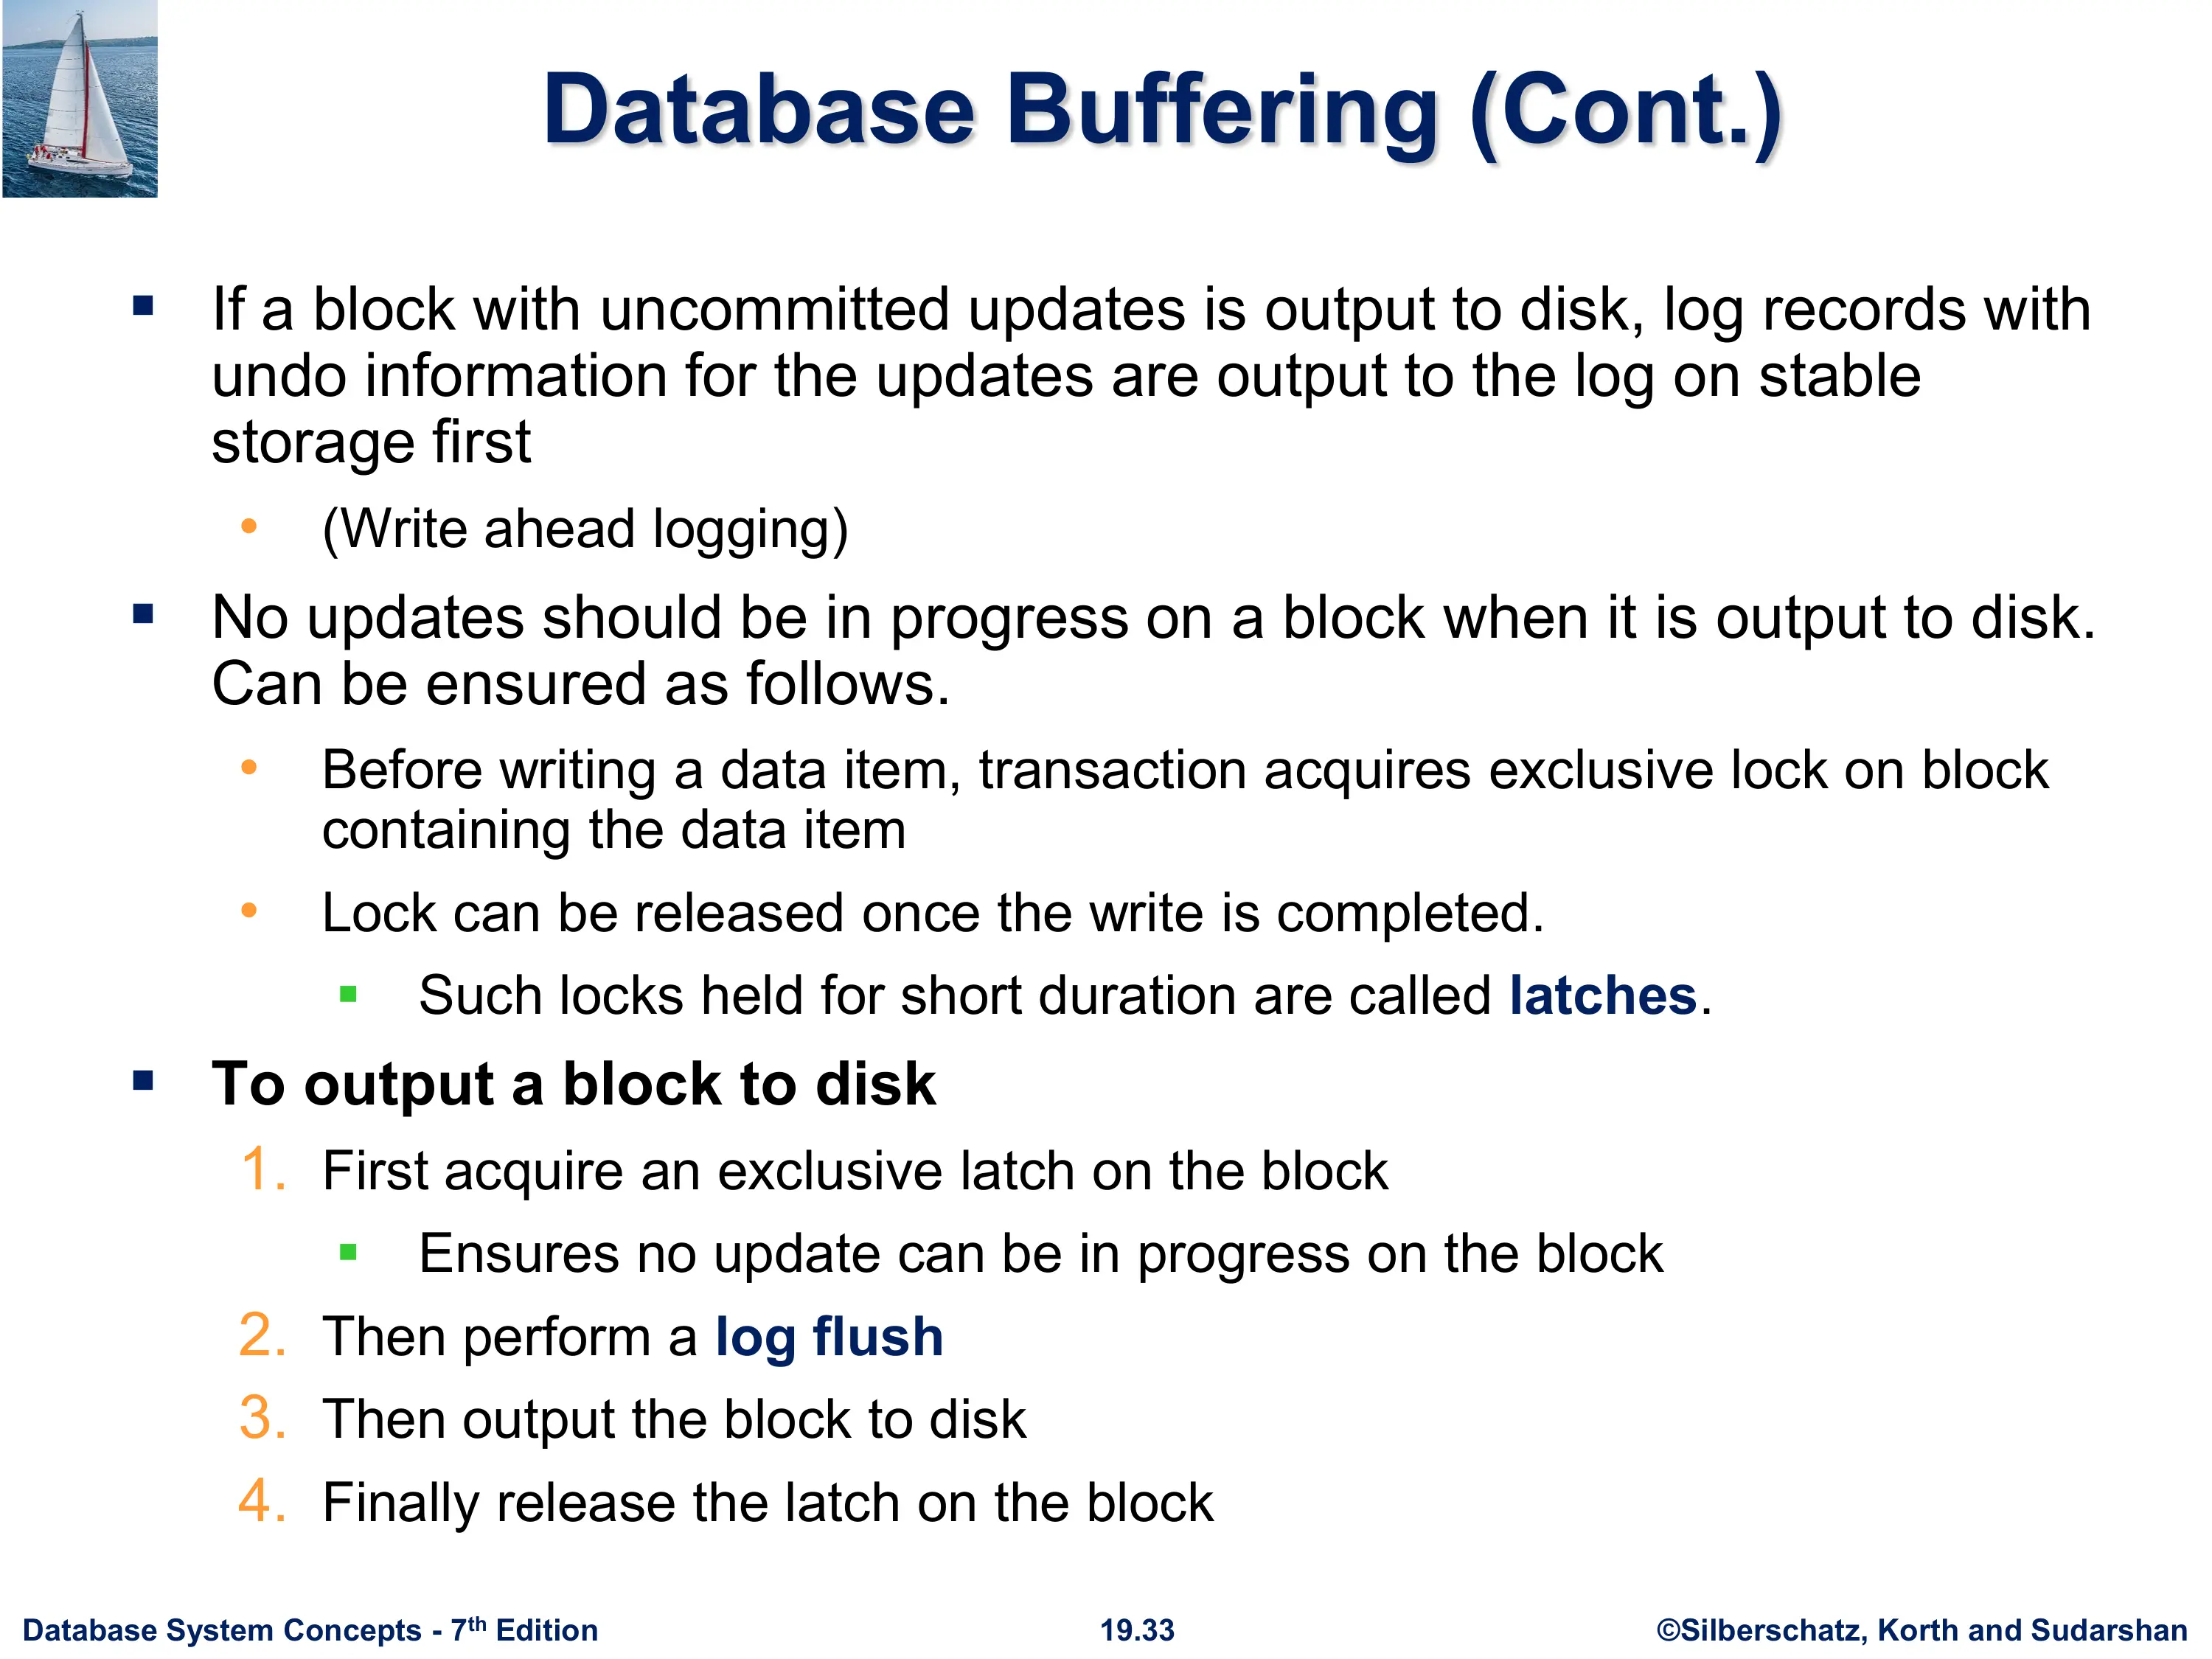 Database Buffering (Cont.)
▪ If a block with uncommitted updates is output to disk, log records with
undo information for the updates are output to the log on stable
storage first
• (Write ahead logging)
▪ No updates should be in progress on a block when it is output to disk.
Can be ensured as follows.
• Before writing a data item, transaction acquires exclusive lock on block
containing the data item
• Lock can be released once the write is completed.
▪ Such locks held for short duration are called latches.
▪ To output a block to disk
1. First acquire an exclusive latch on the block
▪ Ensures no update can be in progress on the block
2. Then perform a log flush
3. Then output the block to disk
4. Finally release the latch on the block
Database System Concepts - 7th Edition 19.33 ©Silberschatz, Korth and Sudarshan